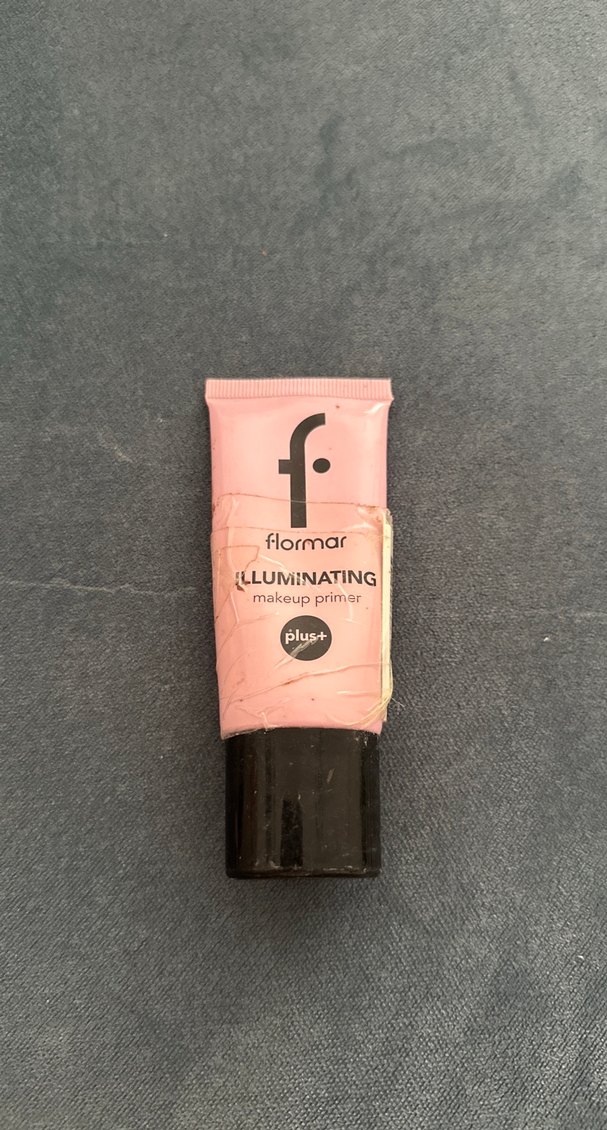 f
flormar
ILLUMINATING
makeup primer
plus+